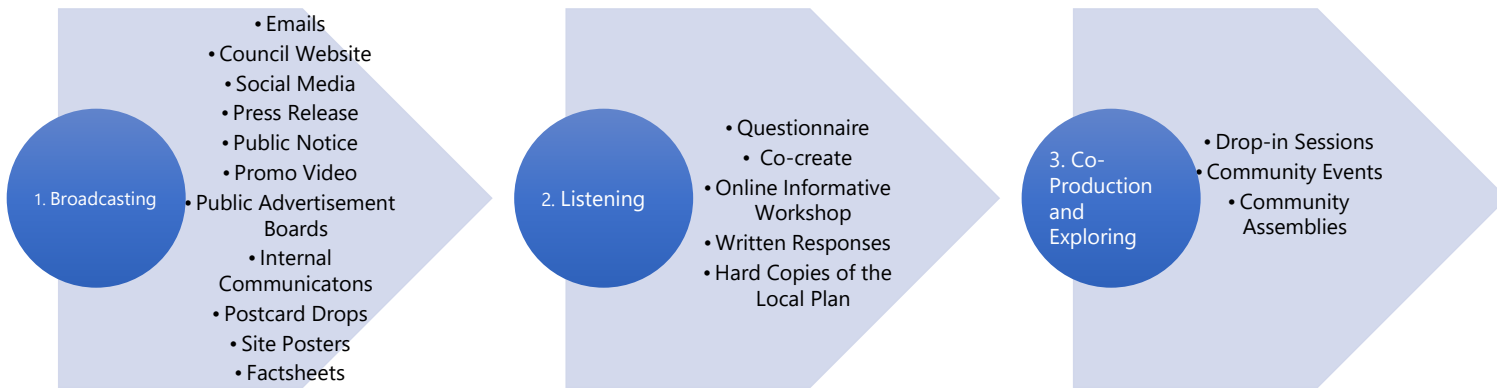 1. Broadcasting
• Emails
• Council Website
• Social Media
• Press Release
• Public Notice
• Promo Video
• Public Advertisement
Boards
• Internal
Communicatons
• Postcard Drops
• Site Posters
• Factsheets
2. Listening
• Questionnaire
• Co-create
• Online Informative
Workshop
• Written Responses
• Hard Copies of the
Local Plan
3. Co-
Production
and
Exploring
• Drop-in Sessions
• Community Events
• Community
Assemblies